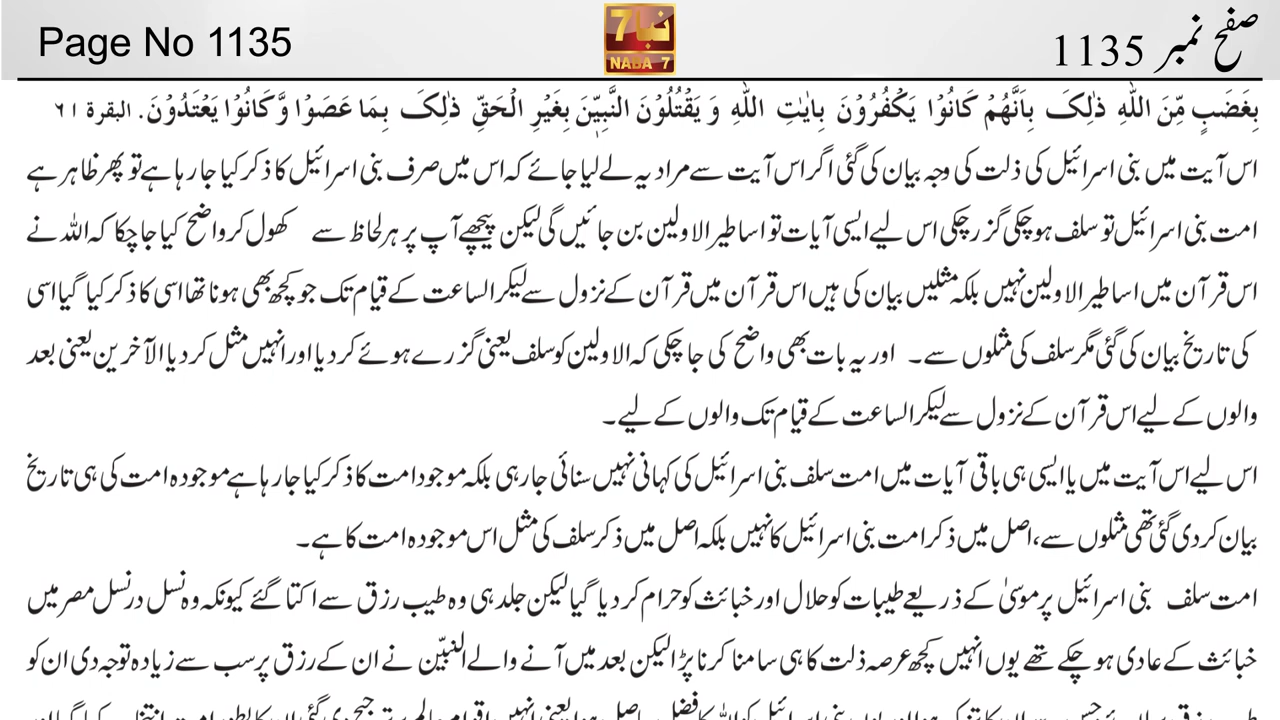 Page No 1135
نبا 7
NABA 7
صفحہ نمبر 1135
بِغَضَبٍ مِّنَ اللّٰهِ ذٰلِکَ بِاَنَّهُمْ کَانُوْا یَکْفُرُوْنَ بِاٰیٰتِ اللّٰهِ وَ یَقْتُلُوْنَ النَّبِیّٖنَ بِغَیْرِ الْحَقِّ ذٰلِکَ بِمَا عَصَوْا وَّکَانُوْا یَعْتَدُوْنَ. البقرة ٦١
اس آیت میں بنی اسرائیل کی ذلت کی وجہ بیان کی گئی اگر اس آیت سے مراد یہ لے لیا جائے کہ اس میں صرف بنی اسرائیل کا ذکر کیا جا رہا ہے تو پھر ظاہر ہے
امت بنی اسرائیل تو سلف ہو چکی گزر چکی اس لیے ایسی آیات تو اساطیر الاولین بن جائیں گی لیکن پیچھے آپ پر ہر لحاظ سے کھول کر واضح کیا جا چکا کہ اللہ نے
اس قرآن میں اساطیر الاولین نہیں بلکہ مثلیں بیان کی ہیں اس قرآن میں قرآن کے نزول سے لیکر الساعت کے قیام تک جو کچھ بھی ہونا تھا اسی کا ذکر کیا گیا اسی
کی تاریخ بیان کی گئی مگر سلف کی مثلوں سے۔ اور یہ بات بھی واضح کی جا چکی کہ الاولین کو سلف یعنی گزرے ہوئے کر دیا اور انہیں مثل کر دیا الآخرین یعنی بعد
والوں کے لیے اس قرآن کے نزول سے لیکر الساعت کے قیام تک والوں کے لیے۔
اس لیے اس آیت میں یا ایسی ہی باقی آیات میں امت سلف بنی اسرائیل کی کہانی نہیں سنائی جا رہی بلکہ موجود امت کا ذکر کیا جا رہا ہے موجودہ امت کی ہی تاریخ
بیان کر دی گئی تھی مثلوں سے، اصل میں ذکر امت بنی اسرائیل کا نہیں بلکہ اصل میں ذکر سلف کی مثل اس موجودہ امت کا ہے۔
امت سلف بنی اسرائیل پر موسیٰ کے ذریعے طیبات کو حلال اور خبائث کو حرام کر دیا گیا لیکن جلد ہی وہ طیب رزق سے اکتا گئے کیونکہ وہ نسل در نسل مصر میں
خبائث کے عادی ہو چکے تھے یوں انہیں کچھ عرصہ ذلت کا ہی سامنا کرنا پڑا لیکن بعد میں آنے والے النبیّن نے ان کے رزق پر سب سے زیادہ توجہ دی ان کو